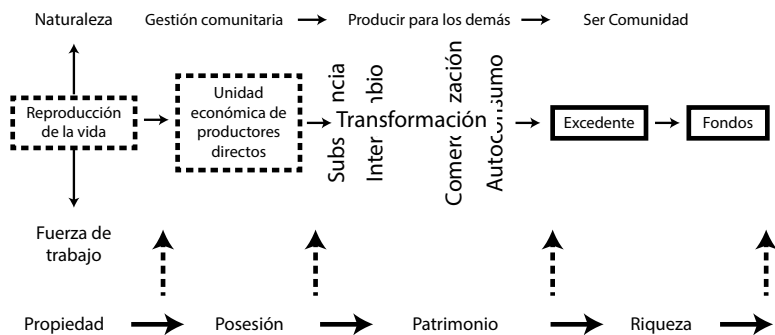 Naturaleza
Gestión comunitaria
Producir para los demás
Ser Comunidad
Reproducción
de la vida
Unidad
económica de
productores
directos
Transformación
Excedente
Fondos
Autoconsumo
Fuerza de
trabajo
Propiedad
Posesión
Patrimonio
Riqueza